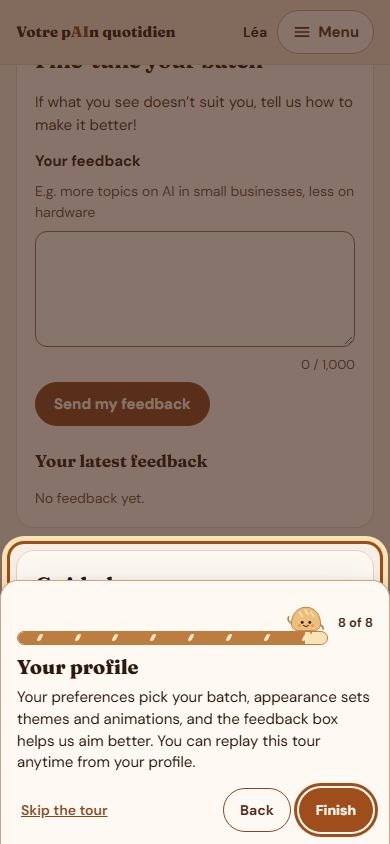 Votre pAIn quotidien
Léa
Menu
Fine-tune your batch
If what you see doesn’t suit you, tell us how to
make it better!
Your feedback
E.g. more topics on AI in small businesses, less on
hardware
0 / 1,000
Send my feedback
Your latest feedback
No feedback yet.
8 of 8
Your profile
Your preferences pick your batch, appearance sets
themes and animations, and the feedback box
helps us aim better. You can replay this tour
anytime from your profile.
Skip the tour
Back
Finish